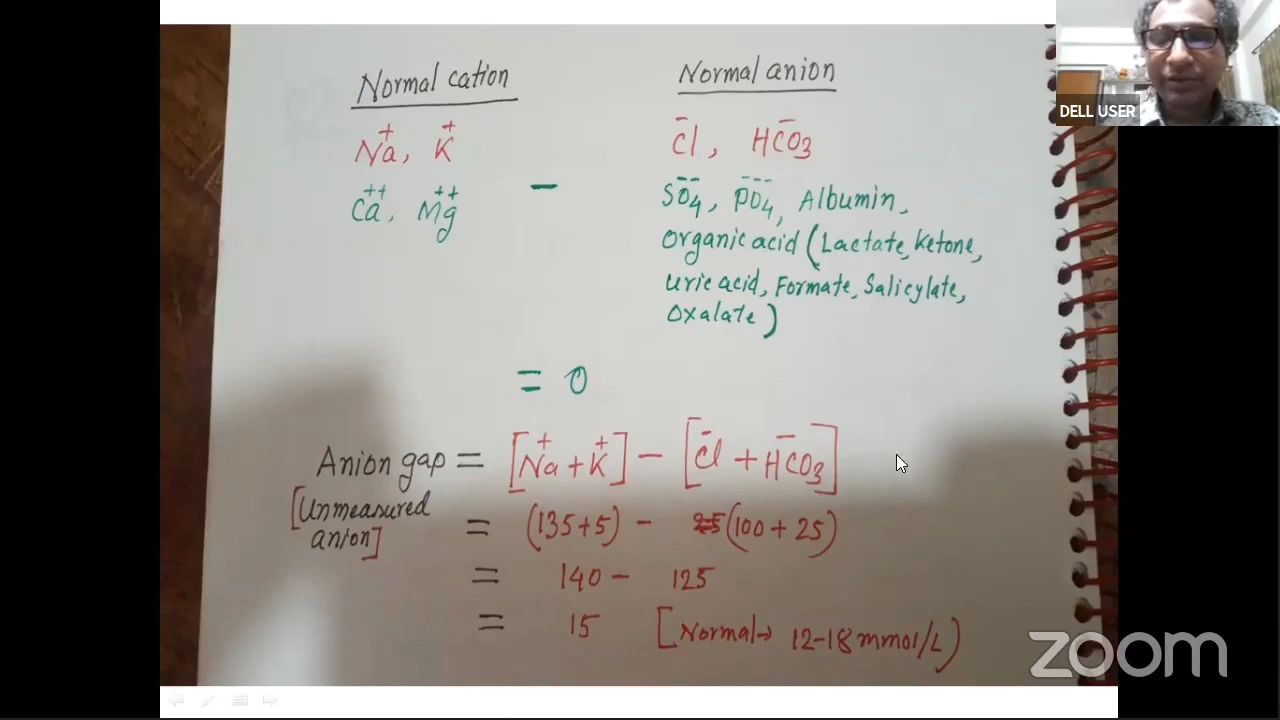 DELL USER
Normal cation
Normal anion
Na⁺, K⁺
Cl⁻, HCO₃⁻
Ca⁺⁺, Mg⁺⁺
−
SO₄⁻⁻, PO₄⁻⁻⁻, Albumin,
Organic acid (Lactate, Ketone,
Uric acid, Formate, Salicylate,
Oxalate)
= 0
Anion gap = [Na⁺ + K⁺] − [Cl⁻ + HCO₃⁻]
[Unmeasured
anion]
= (135+5) − (100 + 25)
= 140 − 125
= 15 [Normal→ 12-18 mmol/L)
zoom